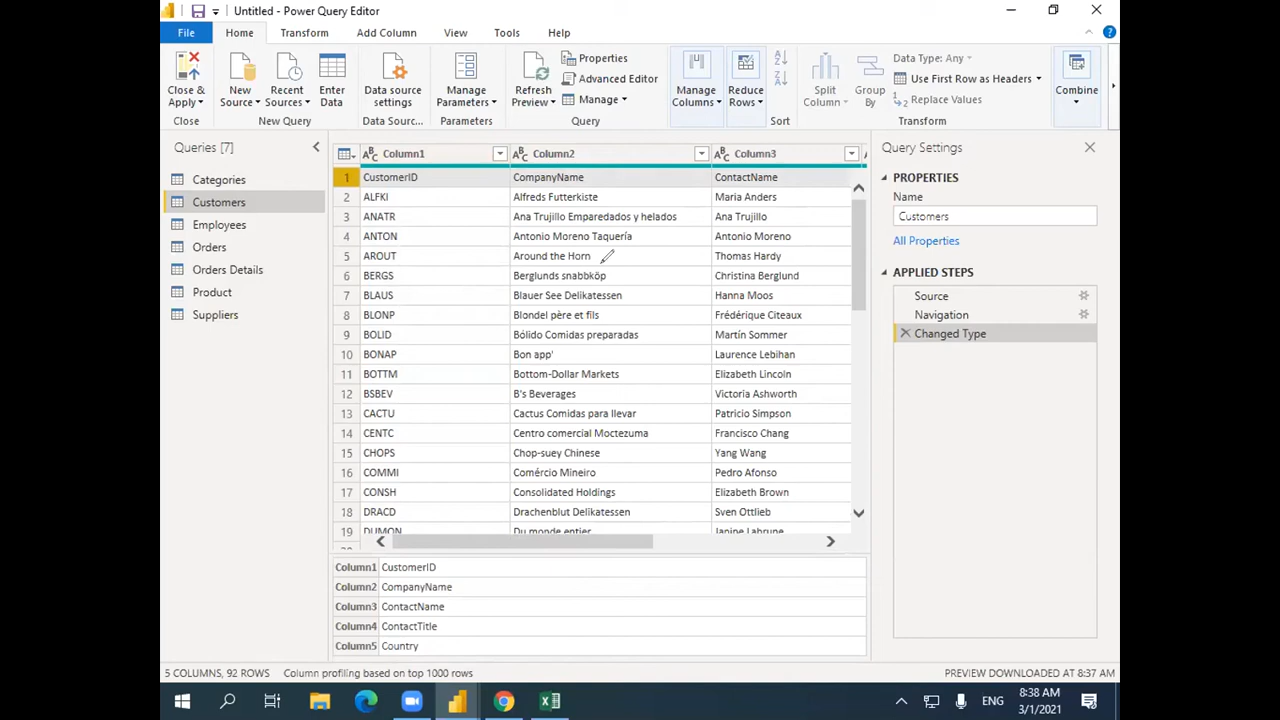 Untitled - Power Query Editor
File Home Transform Add Column View Tools Help
Close & Apply
New Source
Recent Sources
Enter Data
Data source settings
Manage Parameters
Refresh Preview
Properties
Advanced Editor
Manage
Manage Columns
Reduce Rows
Split Column
Group By
Data Type: Any
Use First Row as Headers
Replace Values
Combine
Close New Query Data Sourc... Parameters Query Sort Transform
Queries [7]
Categories
Customers
Employees
Orders
Orders Details
Product
Suppliers
Column1 Column2 Column3
1 CustomerID CompanyName ContactName
2 ALFKI Alfreds Futterkiste Maria Anders
3 ANATR Ana Trujillo Emparedados y helados Ana Trujillo
4 ANTON Antonio Moreno Taquería Antonio Moreno
5 AROUT Around the Horn Thomas Hardy
6 BERGS Berglunds snabbköp Christina Berglund
7 BLAUS Blauer See Delikatessen Hanna Moos
8 BLONP Blondel père et fils Frédérique Citeaux
9 BOLID Bólido Comidas preparadas Martín Sommer
10 BONAP Bon app' Laurence Lebihan
11 BOTTM Bottom-Dollar Markets Elizabeth Lincoln
12 BSBEV B's Beverages Victoria Ashworth
13 CACTU Cactus Comidas para llevar Patricio Simpson
14 CENTC Centro comercial Moctezuma Francisco Chang
15 CHOPS Chop-suey Chinese Yang Wang
16 COMMI Comércio Mineiro Pedro Afonso
17 CONSH Consolidated Holdings Elizabeth Brown
18 DRACD Drachenblut Delikatessen Sven Ottlieb
19 DUMON Du monde entier Janine Labrune
Column1 CustomerID
Column2 CompanyName
Column3 ContactName
Column4 ContactTitle
Column5 Country
Query Settings
PROPERTIES
Name
Customers
All Properties
APPLIED STEPS
Source
Navigation
Changed Type
5 COLUMNS, 92 ROWS Column profiling based on top 1000 rows PREVIEW DOWNLOADED AT 8:37 AM
ENG
8:38 AM
3/1/2021